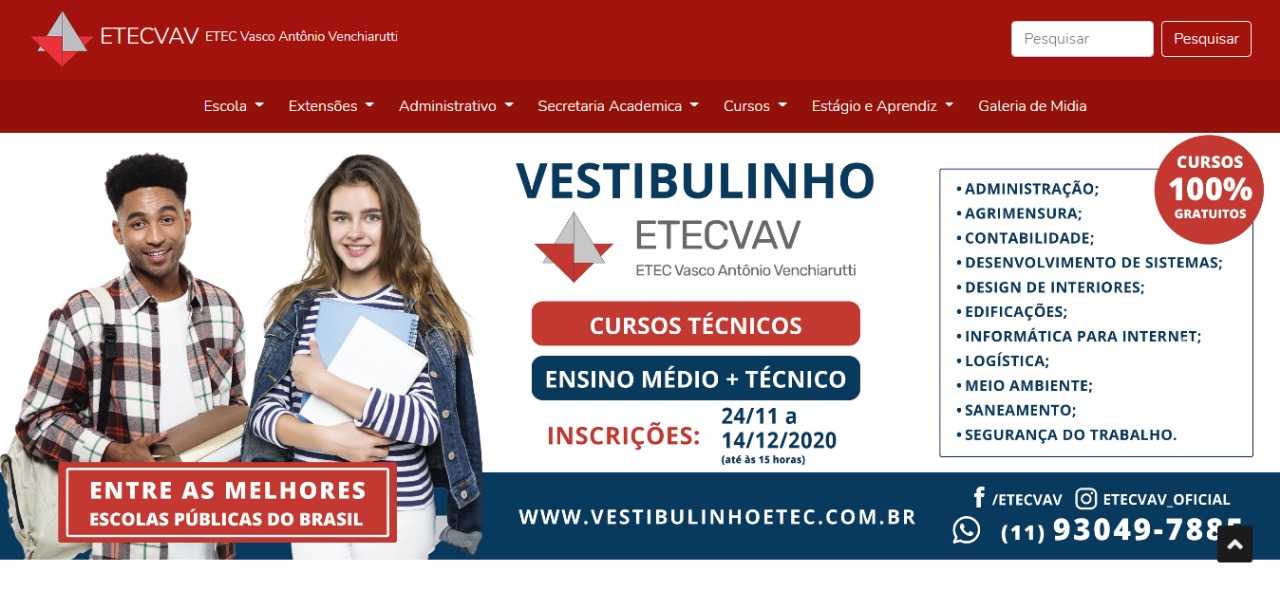 ETECVAV ETEC Vasco Antônio Venchiarutti
Pesquisar
Pesquisar
Escola
Extensões
Administrativo
Secretaria Academica
Cursos
Estágio e Aprendiz
Galeria de Midia
VESTIBULINHO
ETECVAV
ETEC Vasco Antônio Venchiarutti
CURSOS TÉCNICOS
ENSINO MÉDIO + TÉCNICO
INSCRIÇÕES:
24/11 a
14/12/2020
(até às 15 horas)
CURSOS
100%
GRATUITOS
• ADMINISTRAÇÃO;
• AGRIMENSURA;
• CONTABILIDADE;
• DESENVOLVIMENTO DE SISTEMAS;
• DESIGN DE INTERIORES;
• EDIFICAÇÕES;
• INFORMÁTICA PARA INTERNET;
• LOGÍSTICA;
• MEIO AMBIENTE;
• SANEAMENTO;
• SEGURANÇA DO TRABALHO.
ENTRE AS MELHORES
ESCOLAS PÚBLICAS DO BRASIL
WWW.VESTIBULINHOETEC.COM.BR
/ETECVAV
ETECVAV_OFICIAL
(11) 93049-7885